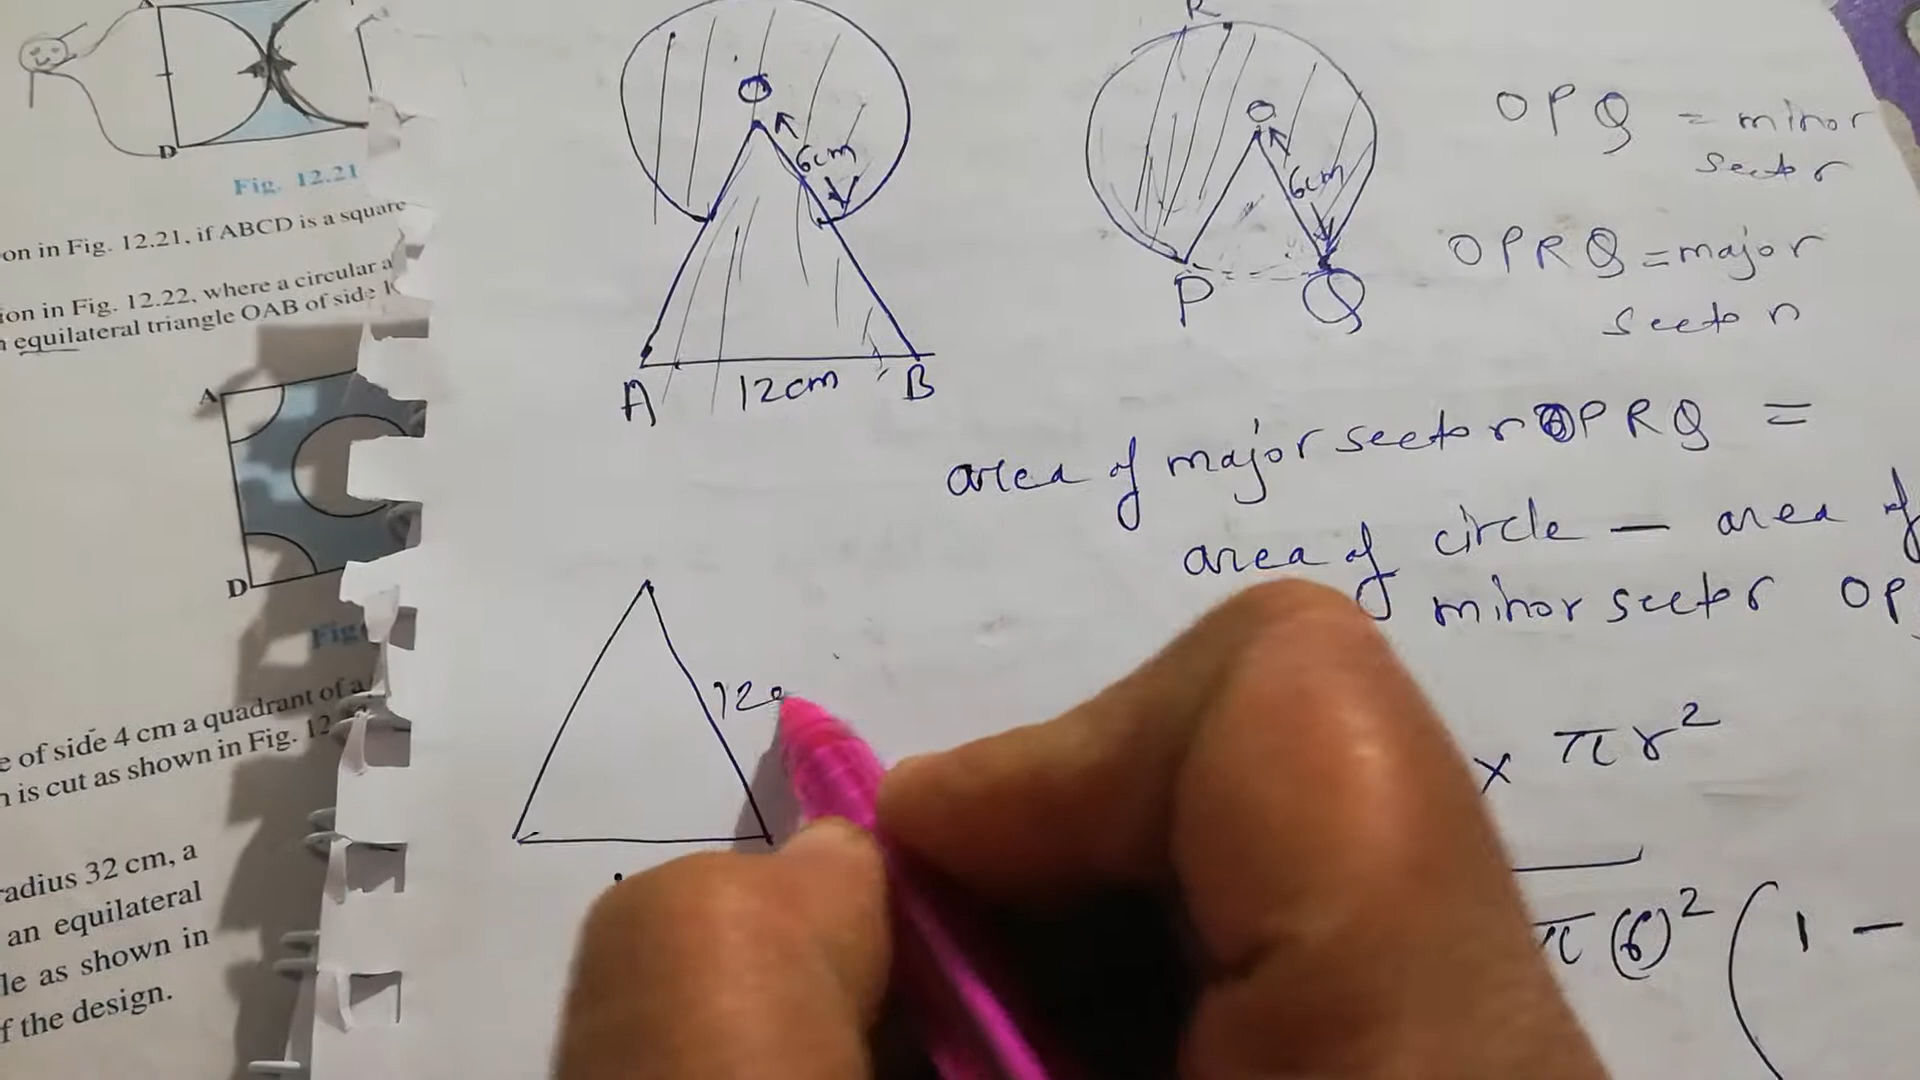 A
D
Fig. 12.21
on in Fig. 12.21, if ABCD is a square
ion in Fig. 12.22, where a circular a
equilateral triangle OAB of side
A
D
Fig
e of side 4 cm a quadrant of a
is cut as shown in Fig. 12
radius 32 cm, a
an equilateral
le as shown in
f the design.
O
6cm
A 12cm B
R
O
6cm
P Q
OPQ = minor
sector
OPRQ = major
sector
area of major sector OPRQ =
area of circle — area of
minor sector OP
12c
x πr²
π(6)² (1 -